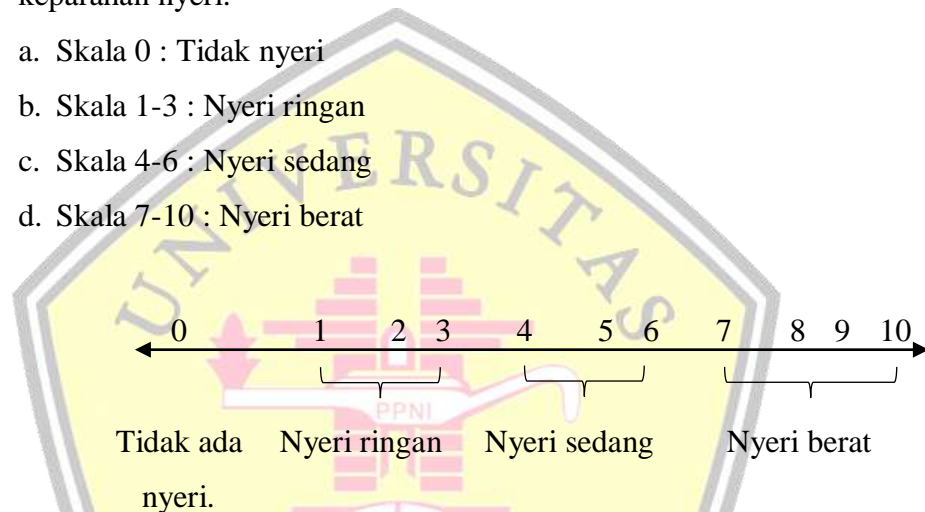 keparahan nyeri.
a. Skala 0 : Tidak nyeri
b. Skala 1-3 : Nyeri ringan
c. Skala 4-6 : Nyeri sedang
d. Skala 7-10 : Nyeri berat
UNIVERSITAS
0 1 2 3 4 5 6 7 8 9 10
PPNI
Tidak ada Nyeri ringan Nyeri sedang Nyeri berat
nyeri.